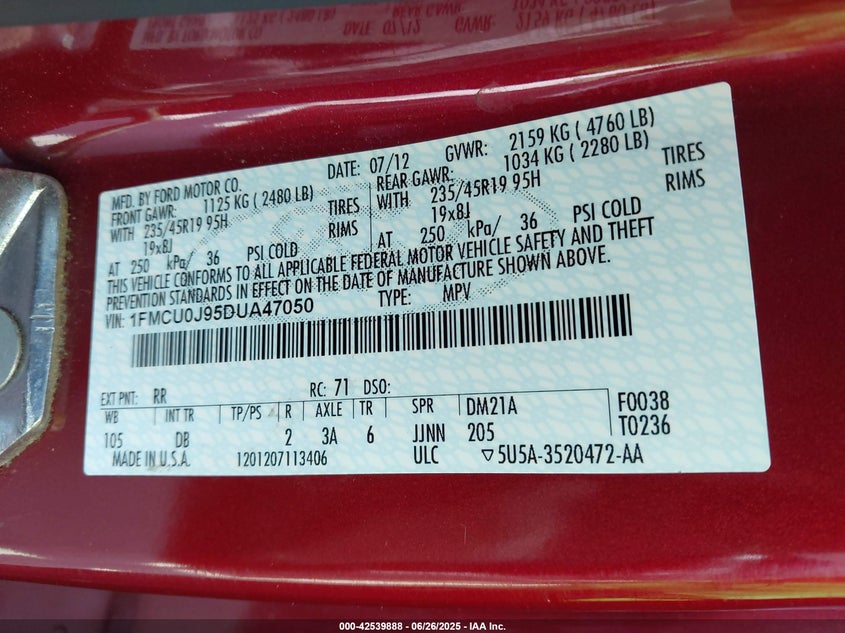 MFD. BY FORD MOTOR CO. DATE: 07/12 GVWR: 2159 KG ( 4760 LB)
FRONT GAWR: 1125 KG ( 2480 LB) REAR GAWR: 1034 KG ( 2280 LB)
WITH 235/45R19 95H TIRES WITH 235/45R19 95H TIRES
19x8J RIMS 19x8J RIMS
AT 250 kPa/ 36 PSI COLD AT 250 kPa/ 36 PSI COLD
THIS VEHICLE CONFORMS TO ALL APPLICABLE FEDERAL MOTOR VEHICLE SAFETY AND THEFT
PREVENTION STANDARDS IN EFFECT ON THE DATE OF MANUFACTURE SHOWN ABOVE.
VIN: 1FMCU0J95DUA47050 TYPE: MPV
EXT PNT: RR RC: 71 DSO:
WB INT TR TP/PS R AXLE TR SPR DM21A F0038
105 DB 2 3A 6 JJNN 205 T0236
MADE IN U.S.A. 1201207113406 ULC ▽5U5A-3520472-AA
000-42539888 - 06/26/2025 - IAA Inc.